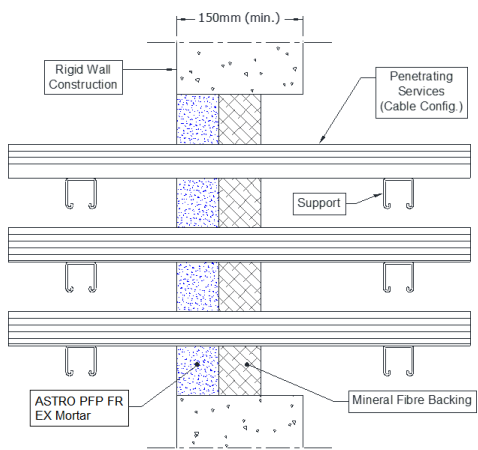 150mm (min.)
Rigid Wall
Construction
Penetrating
Services
(Cable Config.)
Support
ASTRO PFP FR
EX Mortar
Mineral Fibre Backing